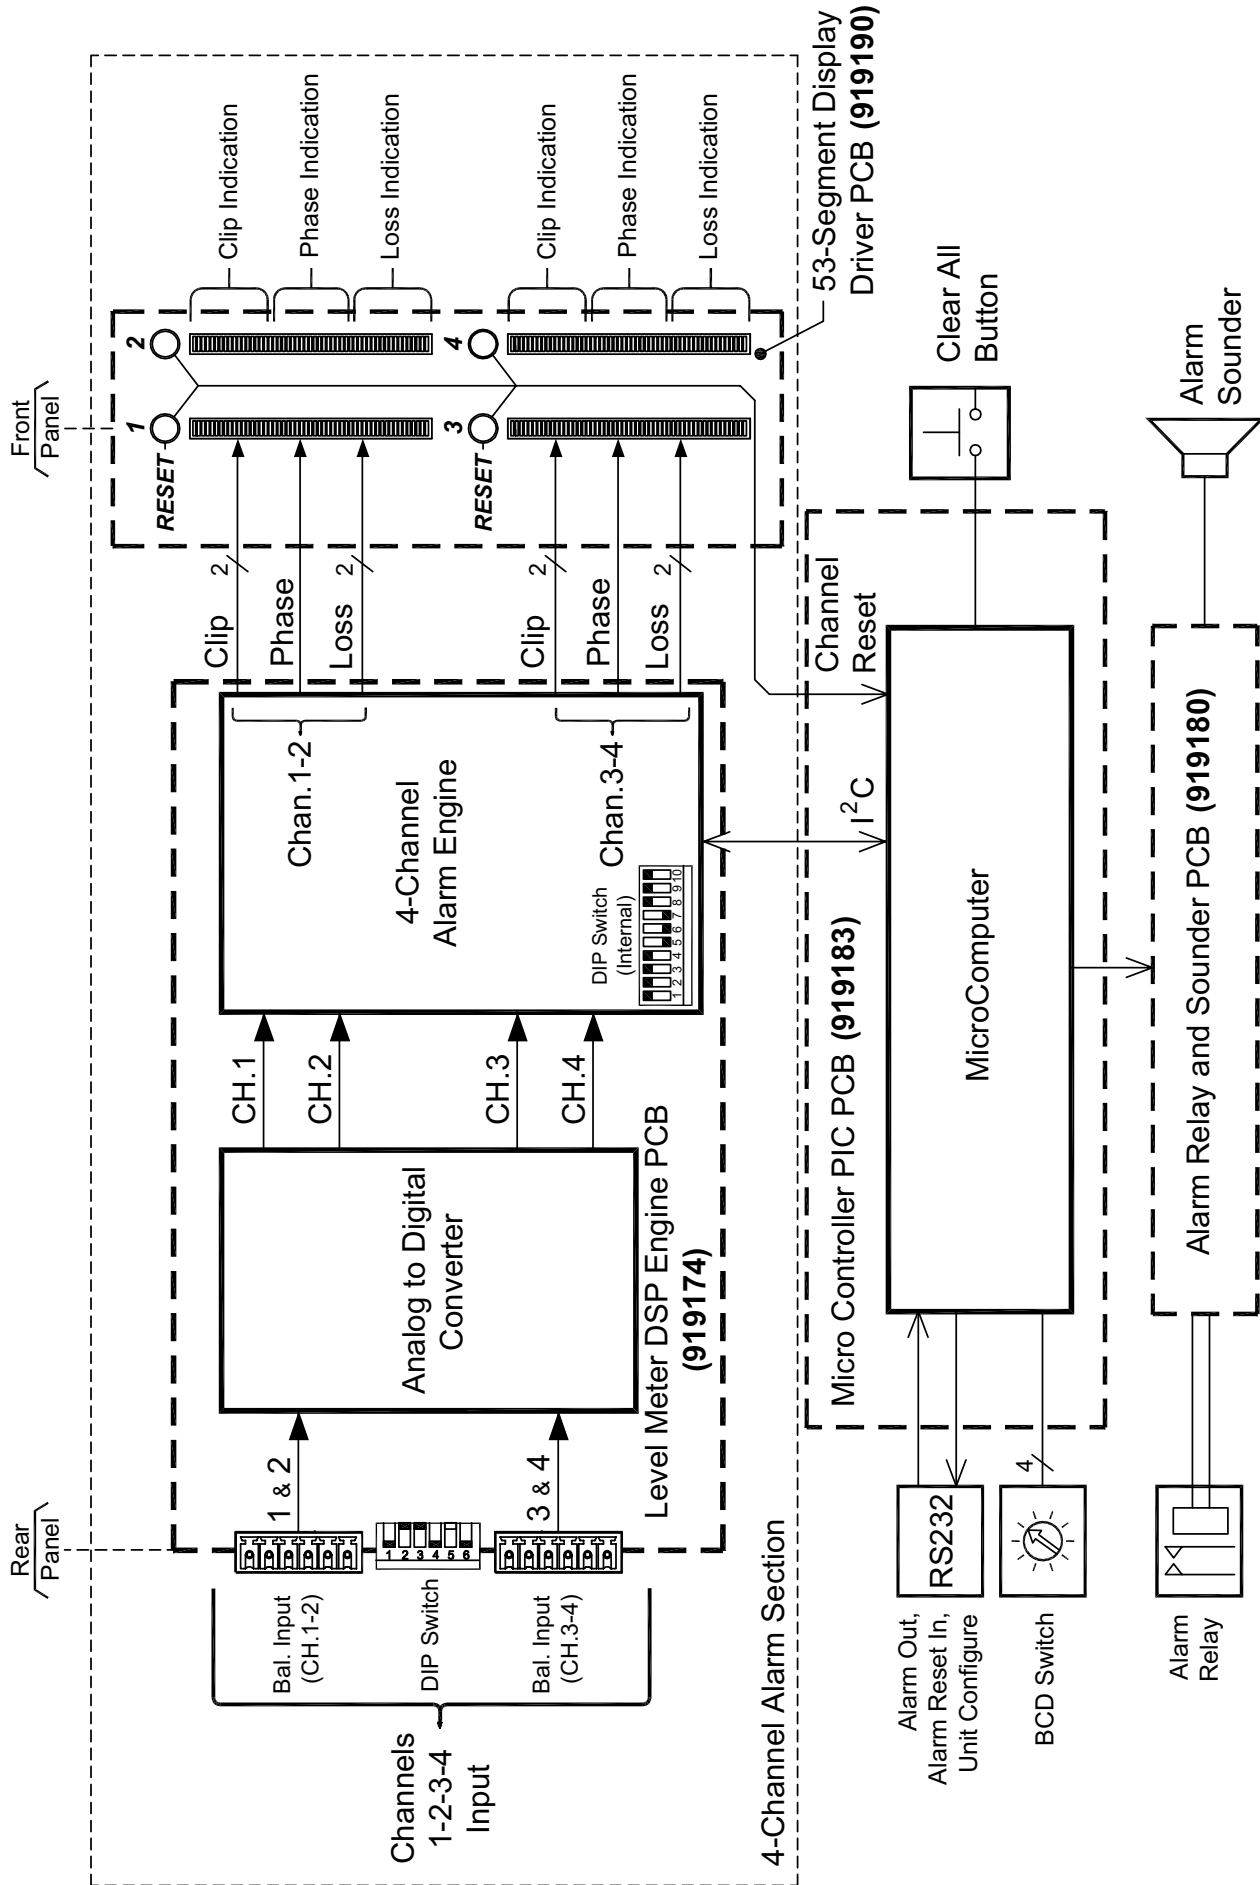 Rear
Panel
Front
Panel
Channels
1-2-3-4
Input
Bal. Input
(CH.1-2)
DIP Switch
1 2 3 4 5 6
Bal. Input
(CH.3-4)
1 & 2
3 & 4
Analog to Digital
Converter
Level Meter DSP Engine PCB
(919174)
CH.1
CH.2
CH.3
CH.4
4-Channel
Alarm Engine
Chan.1-2
Chan.3-4
DIP Switch
(Internal)
1 2 3 4 5 6 7 8 9 10
Clip
2
Phase
Loss
2
Clip
2
Phase
Loss
2
RESET
1
2
RESET
3
4
Clip Indication
Phase Indication
Loss Indication
Clip Indication
Phase Indication
Loss Indication
53-Segment Display
Driver PCB (919190)
4-Channel Alarm Section
I2C
Channel
Reset
Micro Controller PIC PCB (919183)
MicroComputer
Alarm Out,
Alarm Reset In,
Unit Configure
RS232
BCD Switch
4
Clear All
Button
Alarm
Relay
Alarm Relay and Sounder PCB (919180)
Alarm
Sounder